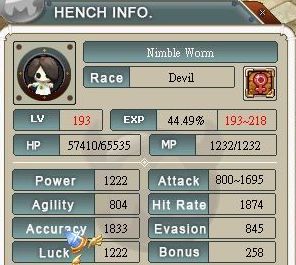 HENCH INFO.
Nimble Worm
Race Devil
LV 193 EXP 44.49% 193~218
HP 57410/65535 MP 1232/1232
Power 1222 Attack 800~1695
Agility 804 Hit Rate 1874
Accuracy 1833 Evasion 845
Luck 1222 Bonus 258